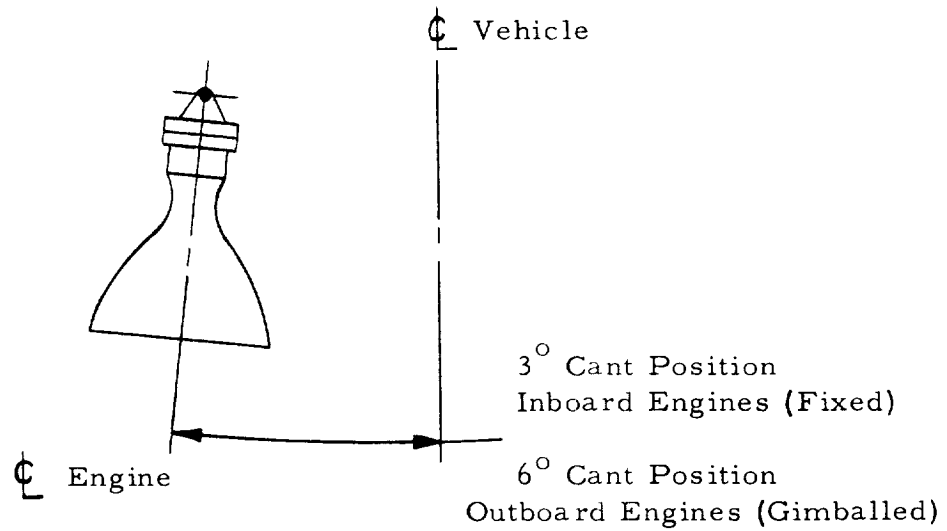 ℄ Vehicle
3° Cant Position
Inboard Engines (Fixed)
℄ Engine
6° Cant Position
Outboard Engines (Gimballed)